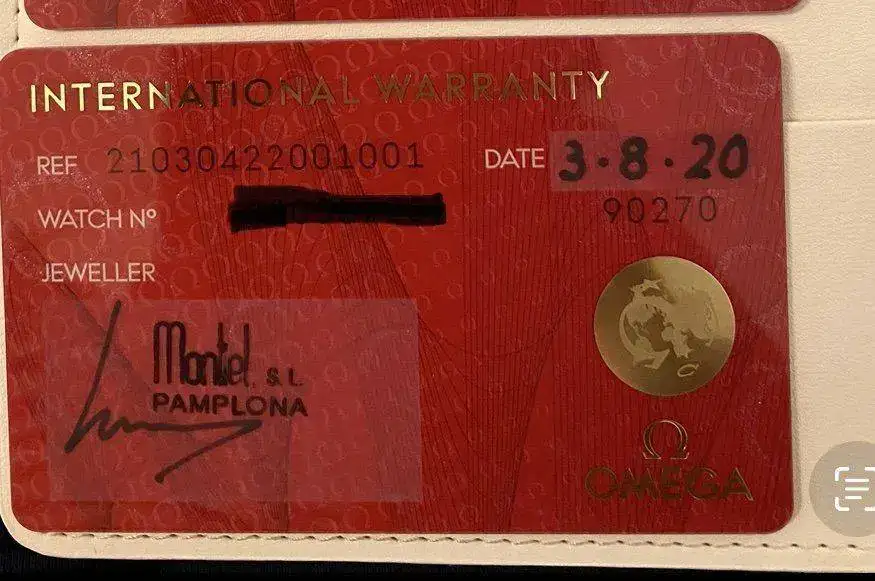 INTERNATIONAL WARRANTY
REF 21030422001001 DATE 3·8·20
90270
WATCH Nº
JEWELLER
Montiel, S.L.
PAMPLONA
Ω
OMEGA